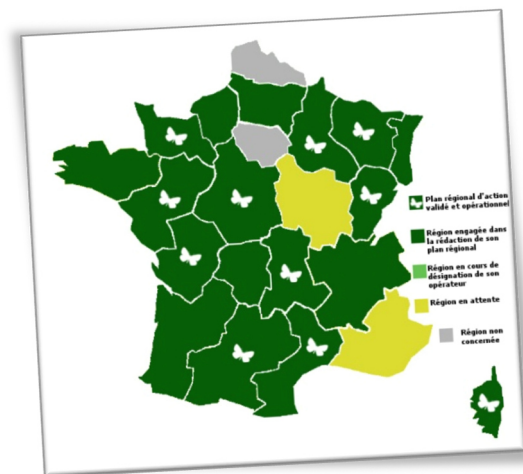 Plan régional d'action
validé et opérationnel
Région engagée dans
la rédaction de son
plan régional
Région en cours de
désignation de son
opérateur
Région en attente
Région non
concernée